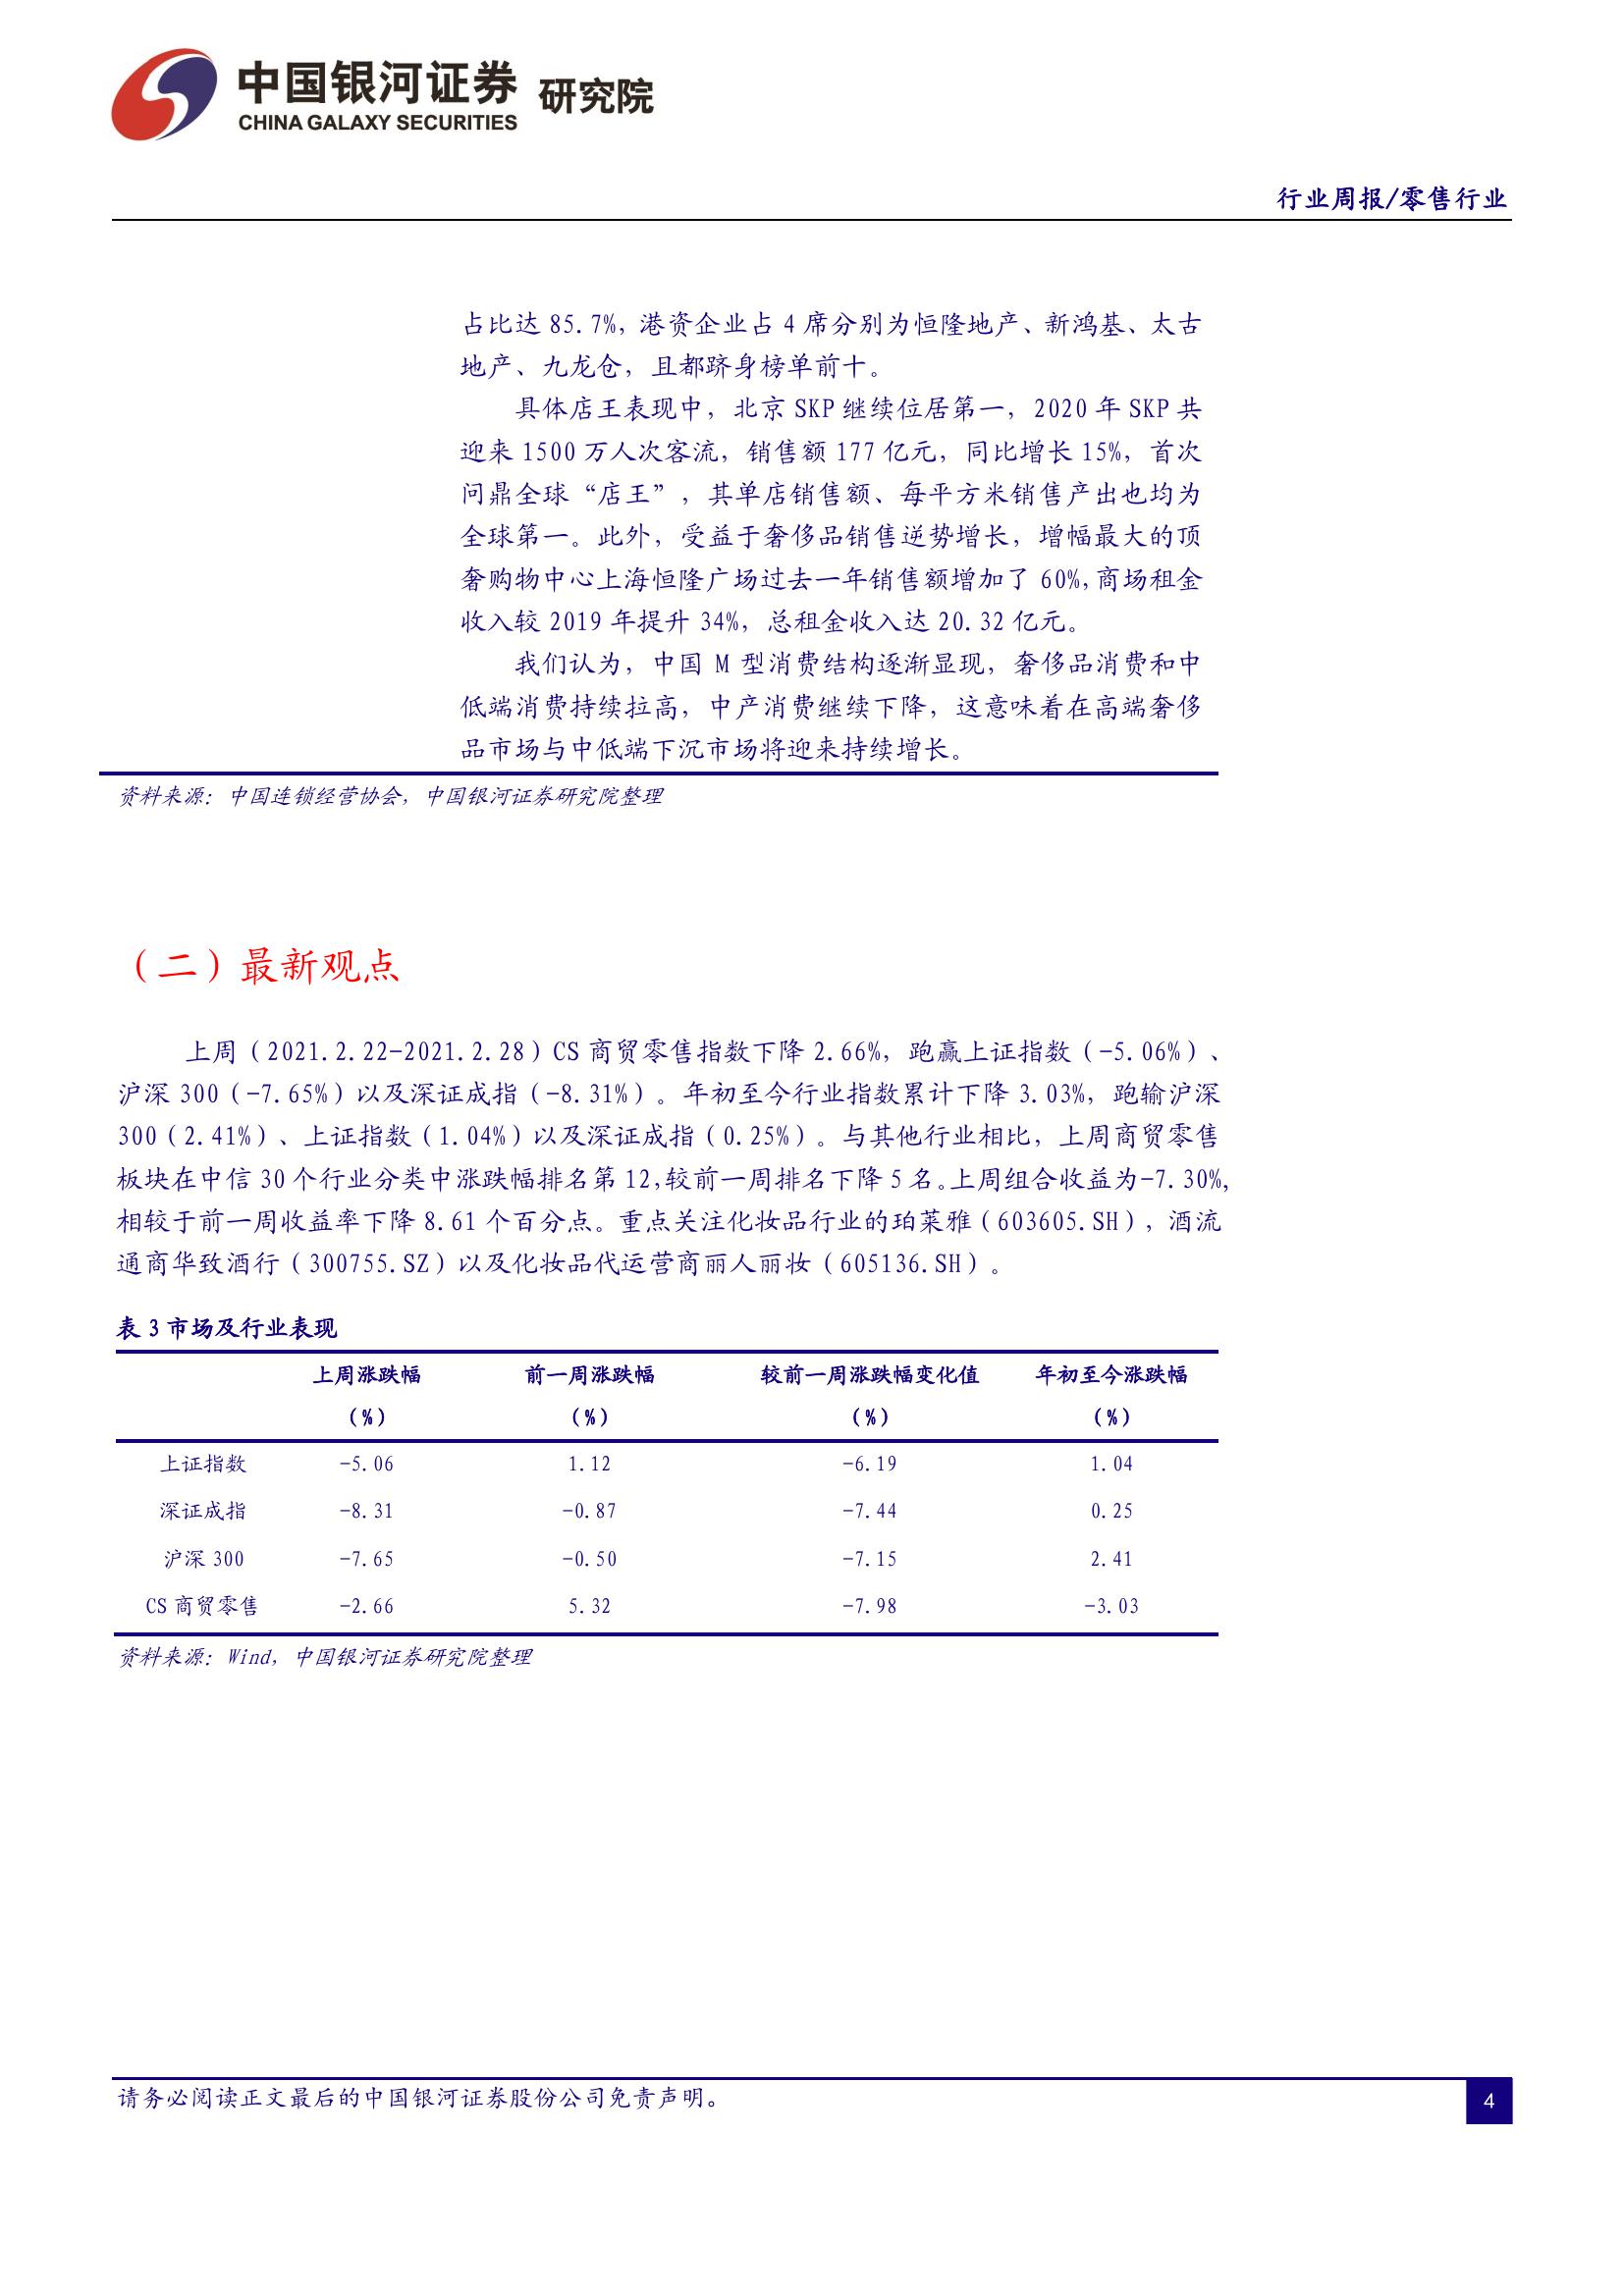 中国银河证券 研究院
CHINA GALAXY SECURITIES
行业周报/零售行业
占比达 85.7%，港资企业占 4 席分别为恒隆地产、新鸿基、太古
地产、九龙仓，且都跻身榜单前十。
具体店王表现中，北京 SKP 继续位居第一，2020 年 SKP 共
迎来 1500 万人次客流，销售额 177 亿元，同比增长 15%，首次
问鼎全球“店王”，其单店销售额、每平方米销售产出也均为
全球第一。此外，受益于奢侈品销售逆势增长，增幅最大的顶
奢购物中心上海恒隆广场过去一年销售额增加了 60%,商场租金
收入较 2019 年提升 34%，总租金收入达 20.32 亿元。
我们认为，中国 M 型消费结构逐渐显现，奢侈品消费和中
低端消费持续拉高，中产消费继续下降，这意味着在高端奢侈
品市场与中低端下沉市场将迎来持续增长。
资料来源：中国连锁经营协会，中国银河证券研究院整理
（二）最新观点
上周（2021.2.22-2021.2.28）CS 商贸零售指数下降 2.66%，跑赢上证指数（-5.06%）、
沪深 300（-7.65%）以及深证成指（-8.31%）。年初至今行业指数累计下降 3.03%，跑输沪深
300（2.41%）、上证指数（1.04%）以及深证成指（0.25%）。与其他行业相比，上周商贸零售
板块在中信 30 个行业分类中涨跌幅排名第 12,较前一周排名下降 5 名。上周组合收益为-7.30%,
相较于前一周收益率下降 8.61 个百分点。重点关注化妆品行业的珀莱雅（603605.SH），酒流
通商华致酒行（300755.SZ）以及化妆品代运营商丽人丽妆（605136.SH）。
表 3 市场及行业表现
上周涨跌幅 前一周涨跌幅 较前一周涨跌幅变化值 年初至今涨跌幅
（%） （%） （%） （%）
上证指数 -5.06 1.12 -6.19 1.04
深证成指 -8.31 -0.87 -7.44 0.25
沪深 300 -7.65 -0.50 -7.15 2.41
CS 商贸零售 -2.66 5.32 -7.98 -3.03
资料来源：Wind，中国银河证券研究院整理
请务必阅读正文最后的中国银河证券股份公司免责声明。
4